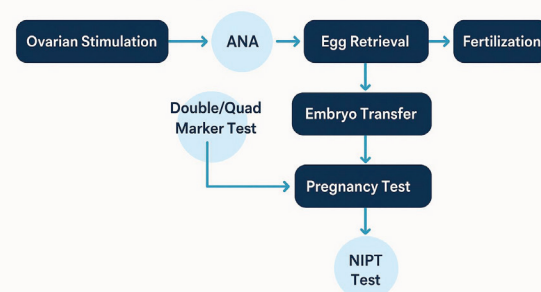 Ovarian Stimulation
ANA
Egg Retrieval
Fertilization
Double/Quad
Marker Test
Embryo Transfer
Pregnancy Test
NIPT
Test